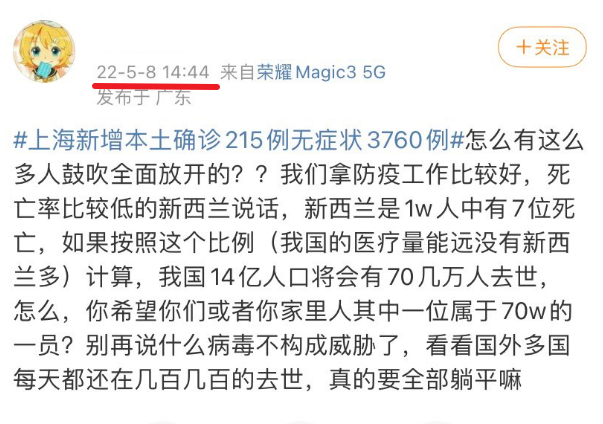 +关注
22-5-8 14:44 来自荣耀Magic3 5G
发布于 广东
#上海新增本土确诊215例无症状3760例#怎么有这么
多人鼓吹全面放开的？？我们拿防疫工作比较好，死
亡率比较低的新西兰说话，新西兰是1w人中有7位死
亡，如果按照这个比例（我国的医疗量能远没有新西
兰多）计算，我国14亿人口将会有70几万人去世，
怎么，你希望你们或者你家里人其中一位属于70w的
一员？别再说什么病毒不构成威胁了，看看国外多国
每天都还在几百几百的去世，真的要全部躺平嘛